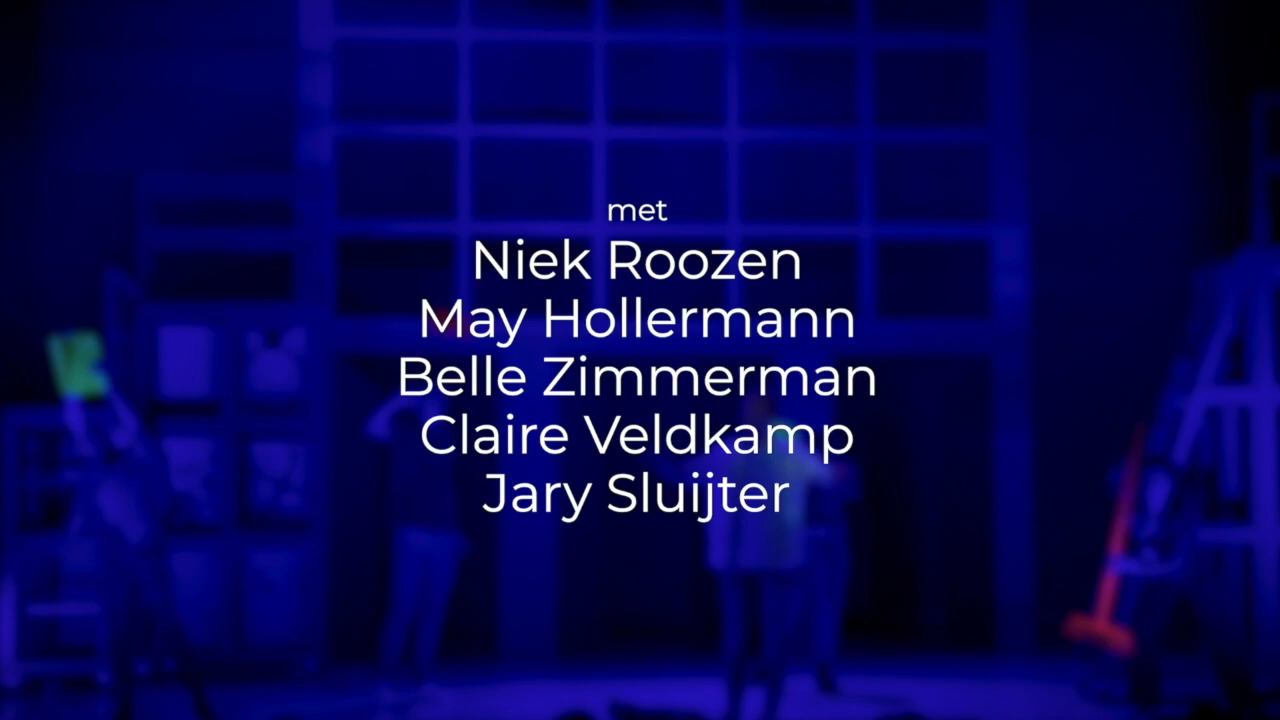 met
Niek Roozen
May Hollermann
Belle Zimmerman
Claire Veldkamp
Jary Sluijter